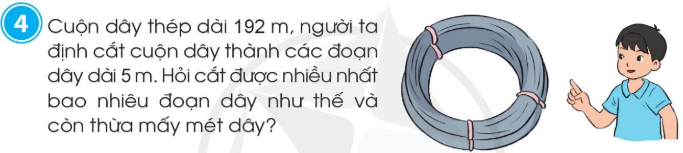 4 Cuộn dây thép dài 192 m, người ta
định cắt cuộn dây thành các đoạn
dây dài 5 m. Hỏi cắt được nhiều nhất
bao nhiêu đoạn dây như thế và
còn thừa mấy mét dây?